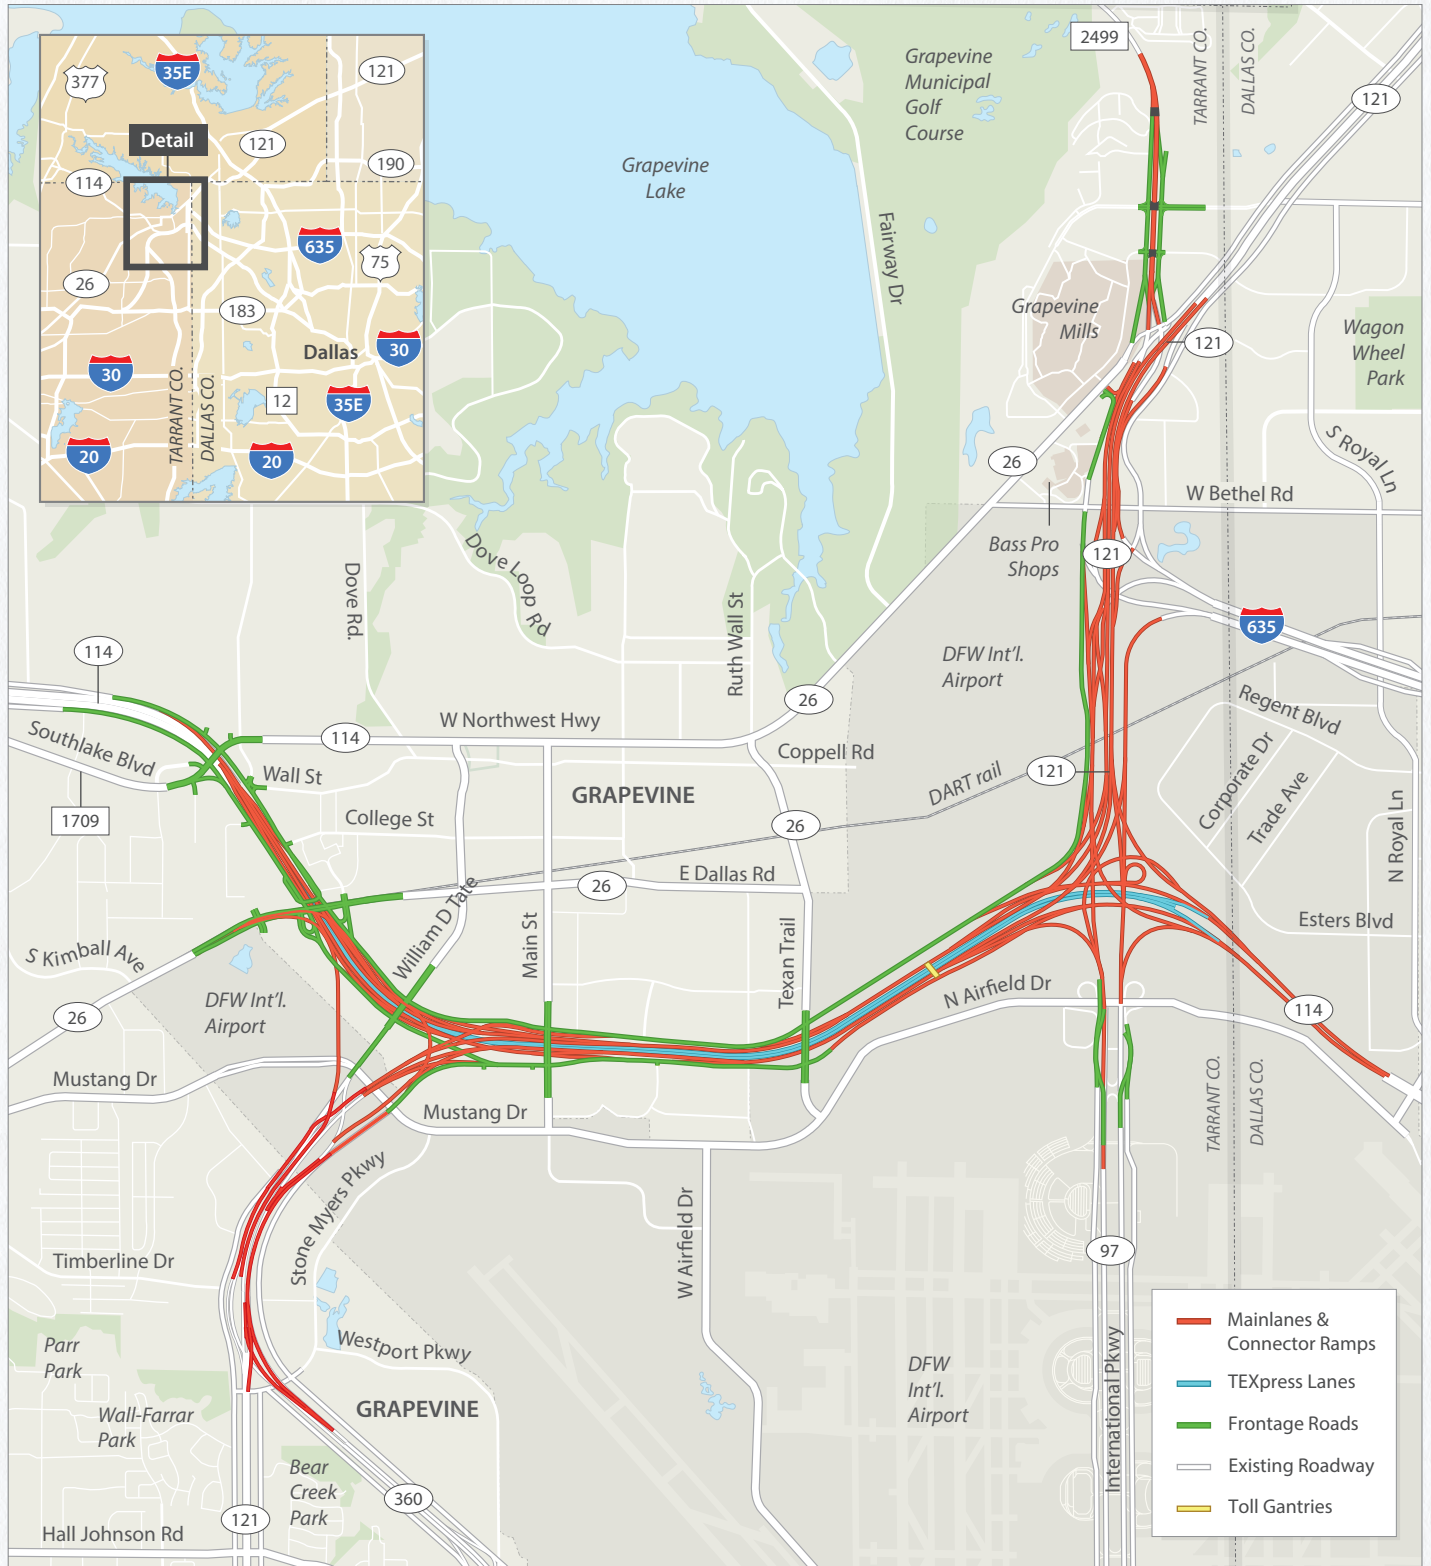 377
35E
121
Detail
121
190
114
635
75
26
183
Dallas
30
30
12
35E
TARRANT CO.
DALLAS CO.
20
20
2499
Grapevine
Municipal
Golf
Course
TARRANT CO.
DALLAS CO.
121
Grapevine
Lake
Fairway Dr
Grapevine
Mills
121
Wagon
Wheel
Park
26
S Royal Ln
W Bethel Rd
Bass Pro
Shops
121
Dove Loop Rd
Dove Rd.
Ruth Wall St
635
DFW Int'l.
Airport
114
26
Regent Blvd
W Northwest Hwy
114
Southlake Blvd
Coppell Rd
Wall St
DART rail
121
Corporate Dr
Trade Ave
N Royal Ln
1709
GRAPEVINE
College St
26
E Dallas Rd
26
William D Tate
Main St
Texan Trail
Esters Blvd
S Kimball Ave
26
DFW Int'l.
Airport
N Airfield Dr
114
Mustang Dr
Mustang Dr
TARRANT CO.
DALLAS CO.
Stone Myers Pkwy
W Airfield Dr
97
Timberline Dr
Parr
Park
Westport Pkwy
International Pkwy
DFW
Int'l.
Airport
GRAPEVINE
Wall-Farrar
Park
Bear
Creek
Park
360
121
Hall Johnson Rd
Mainlanes &
Connector Ramps
TEXpress Lanes
Frontage Roads
Existing Roadway
Toll Gantries